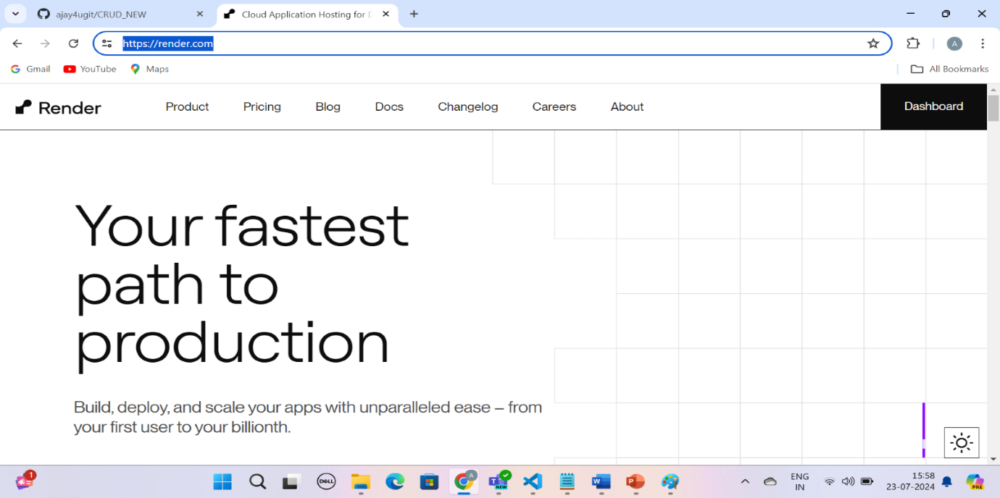 ajay4ugit/CRUD_NEW
Cloud Application Hosting for D
https://render.com
A
Gmail
YouTube
Maps
All Bookmarks
Render
Product
Pricing
Blog
Docs
Changelog
Careers
About
Dashboard
Your fastest
path to
production
Build, deploy, and scale your apps with unparalleled ease – from
your first user to your billionth.
1
DELL
A
T
NEW
W
P
ENG
IN
15:58
23-07-2024
PRE